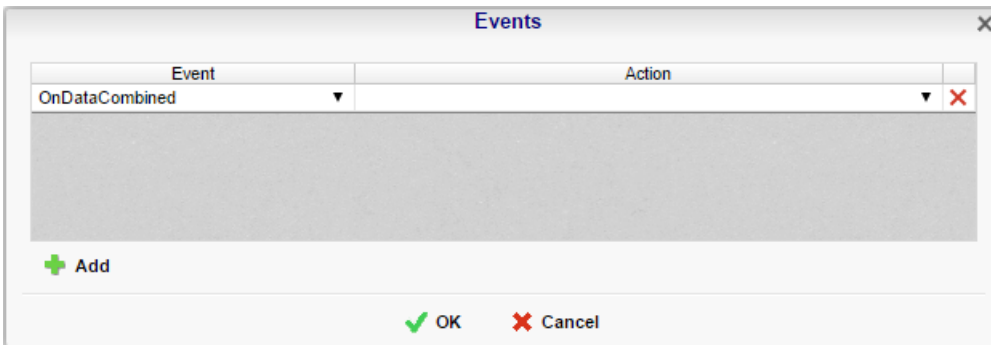 Events
Event Action
OnDataCombined
Add
OK Cancel